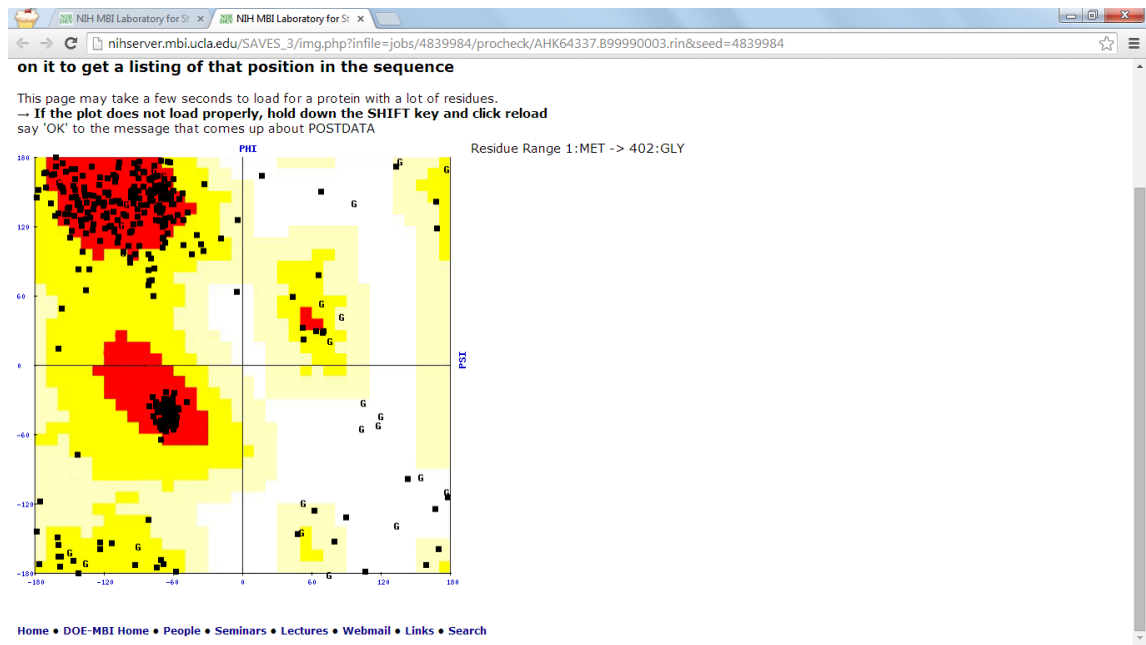 NIH MBI Laboratory for St
NIH MBI Laboratory for St
nihserver.mbi.ucla.edu/SAVES_3/img.php?infile=jobs/4839984/procheck/AHK64337.B99990003.rin&seed=4839984
on it to get a listing of that position in the sequence
This page may take a few seconds to load for a protein with a lot of residues.
→ If the plot does not load properly, hold down the SHIFT key and click reload
say 'OK' to the message that comes up about POSTDATA
PHI
Residue Range 1:MET -> 402:GLY
180
120
60
0
-60
-120
-180
PSI
-180 -120 -60 0 60 120 180
Home • DOE-MBI Home • People • Seminars • Lectures • Webmail • Links • Search